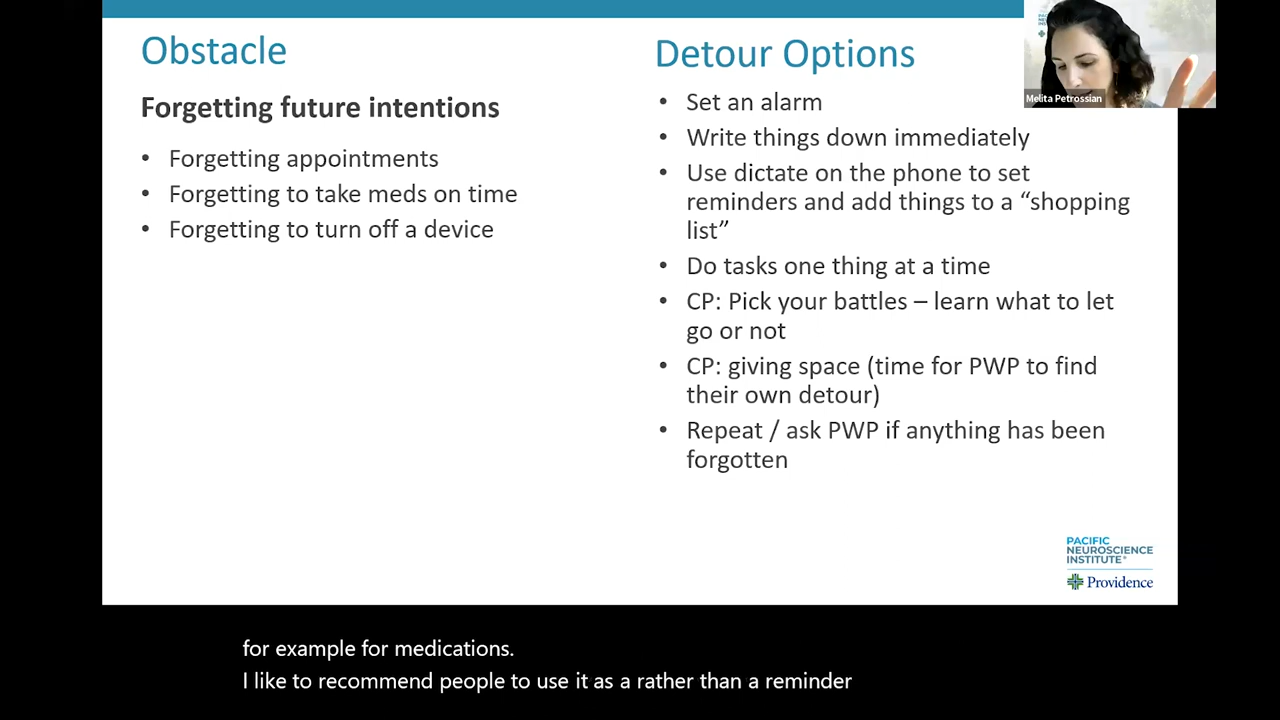 Obstacle
Forgetting future intentions
• Forgetting appointments
• Forgetting to take meds on time
• Forgetting to turn off a device
Detour Options
• Set an alarm
• Write things down immediately
• Use dictate on the phone to set
reminders and add things to a “shopping
list”
• Do tasks one thing at a time
• CP: Pick your battles – learn what to let
go or not
• CP: giving space (time for PWP to find
their own detour)
• Repeat / ask PWP if anything has been
forgotten
Melita Petrossian
PACIFIC
NEUROSCIENCE
INSTITUTE®
Providence
for example for medications.
I like to recommend people to use it as a rather than a reminder